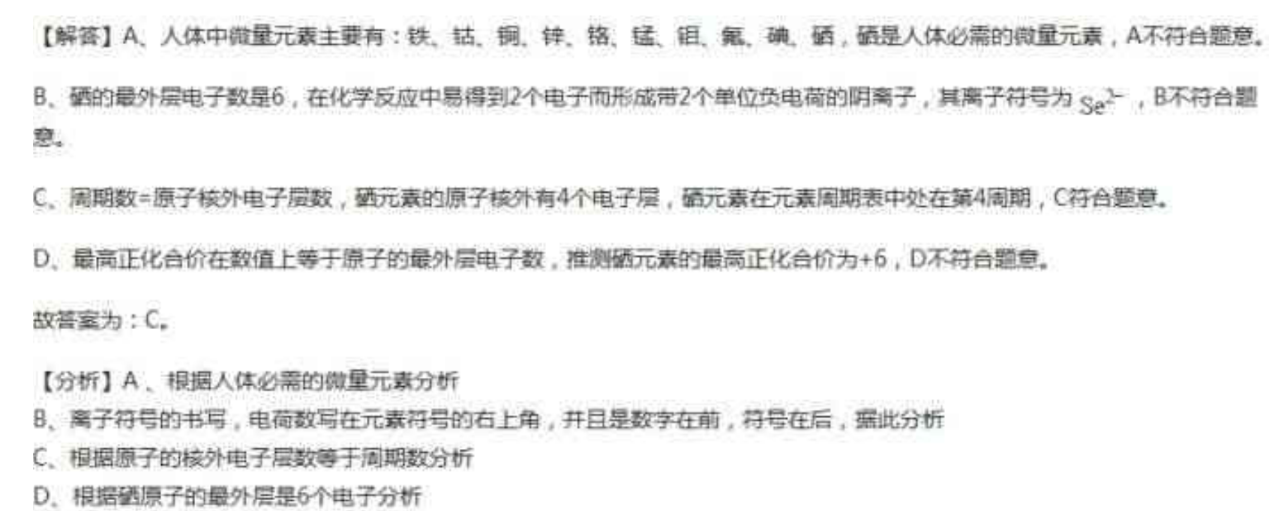 【解答】A、人体中微量元素主要有：铁、钴、铜、锌、铬、锰、钼、氟、碘、硒，硒是人体必需的微量元素，A不符合题意。
B、硒的最外层电子数是6，在化学反应中易得到2个电子而形成带2个单位负电荷的阴离子，其离子符号为 Se²⁻ ，B不符合题
意。
C、周期数=原子核外电子层数，硒元素的原子核外有4个电子层，硒元素在元素周期表中处在第4周期，C符合题意。
D、最高正化合价在数值上等于原子的最外层电子数，推测硒元素的最高正化合价为+6，D不符合题意。
故答案为：C。
【分析】A 、根据人体必需的微量元素分析
B、离子符号的书写，电荷数写在元素符号的右上角，并且是数字在前，符号在后，据此分析
C、根据原子的核外电子层数等于周期数分析
D、根据硒原子的最外层是6个电子分析